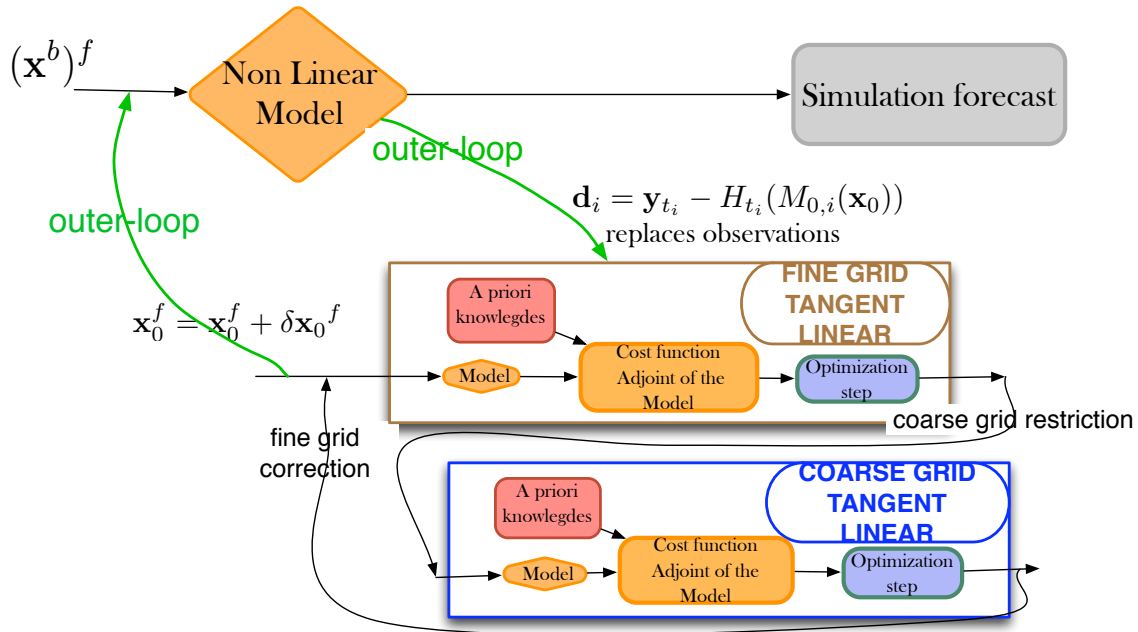 (x^b)^f
Non Linear
Model
Simulation forecast
outer-loop
outer-loop
d_i = y_{t_i} − H_{t_i}(M_{0,i}(x_0))
replaces observations
x_0^f = x_0^f + δx_0^f
FINE GRID
TANGENT
LINEAR
A priori
knowlegdes
Model
Cost function
Adjoint of the
Model
Optimization
step
coarse grid restriction
fine grid
correction
COARSE GRID
TANGENT
LINEAR
A priori
knowlegdes
Model
Cost function
Adjoint of the
Model
Optimization
step